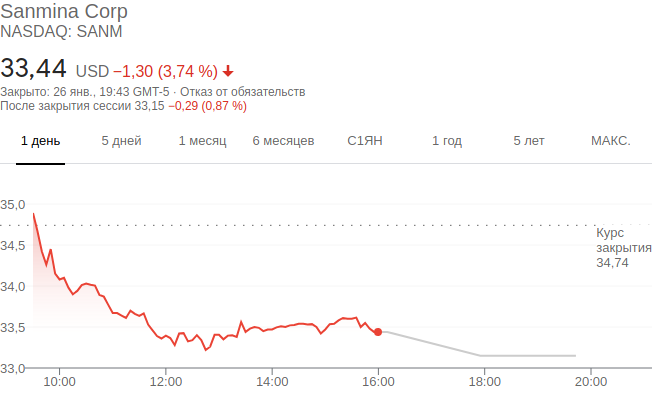 Sanmina Corp
NASDAQ: SANM
33,44 USD −1,30 (3,74 %)
Закрыто: 26 янв., 19:43 GMT-5 · Отказ от обязательств
После закрытия сессии 33,15 −0,29 (0,87 %)
1 день 5 дней 1 месяц 6 месяцев С1ЯН 1 год 5 лет МАКС.
35,0
Курс
закрытия
34,74
34,5
34,0
33,5
33,0
10:00 12:00 14:00 16:00 18:00 20:00